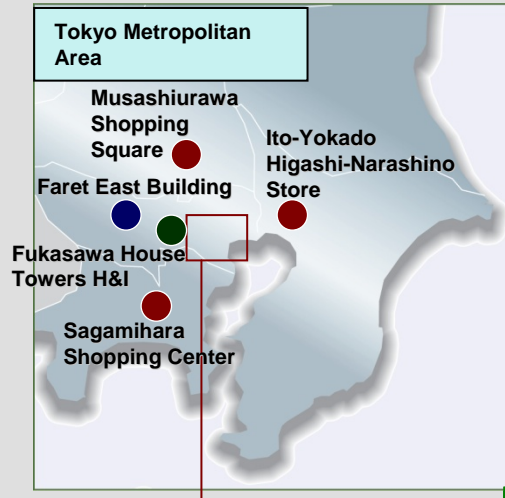 Tokyo Metropolitan
Area
Musashiurawa
Shopping
Square
Ito-Yokado
Higashi-Narashino
Store
Faret East Building
Fukasawa House
Towers H&I
Sagamihara
Shopping Center